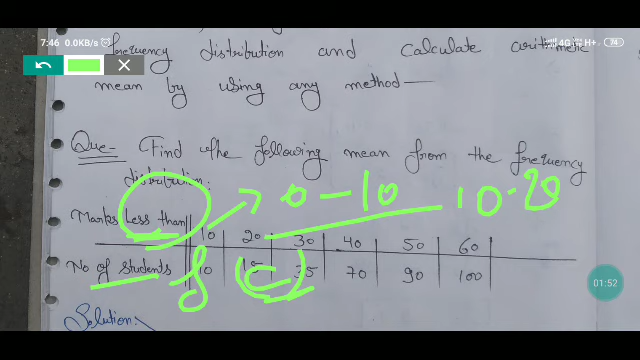 7:46 0.0KB/s 4G H+ 74
frequency distribution and calculate arithmetic
mean by using any method—
Que- Find the following mean from the frequency
distribution.
0-10 10-20
Marks Less than 10 20 30 40 50 60
No of students 10 15 35 70 90 100
f (c)
01:52
Solution: